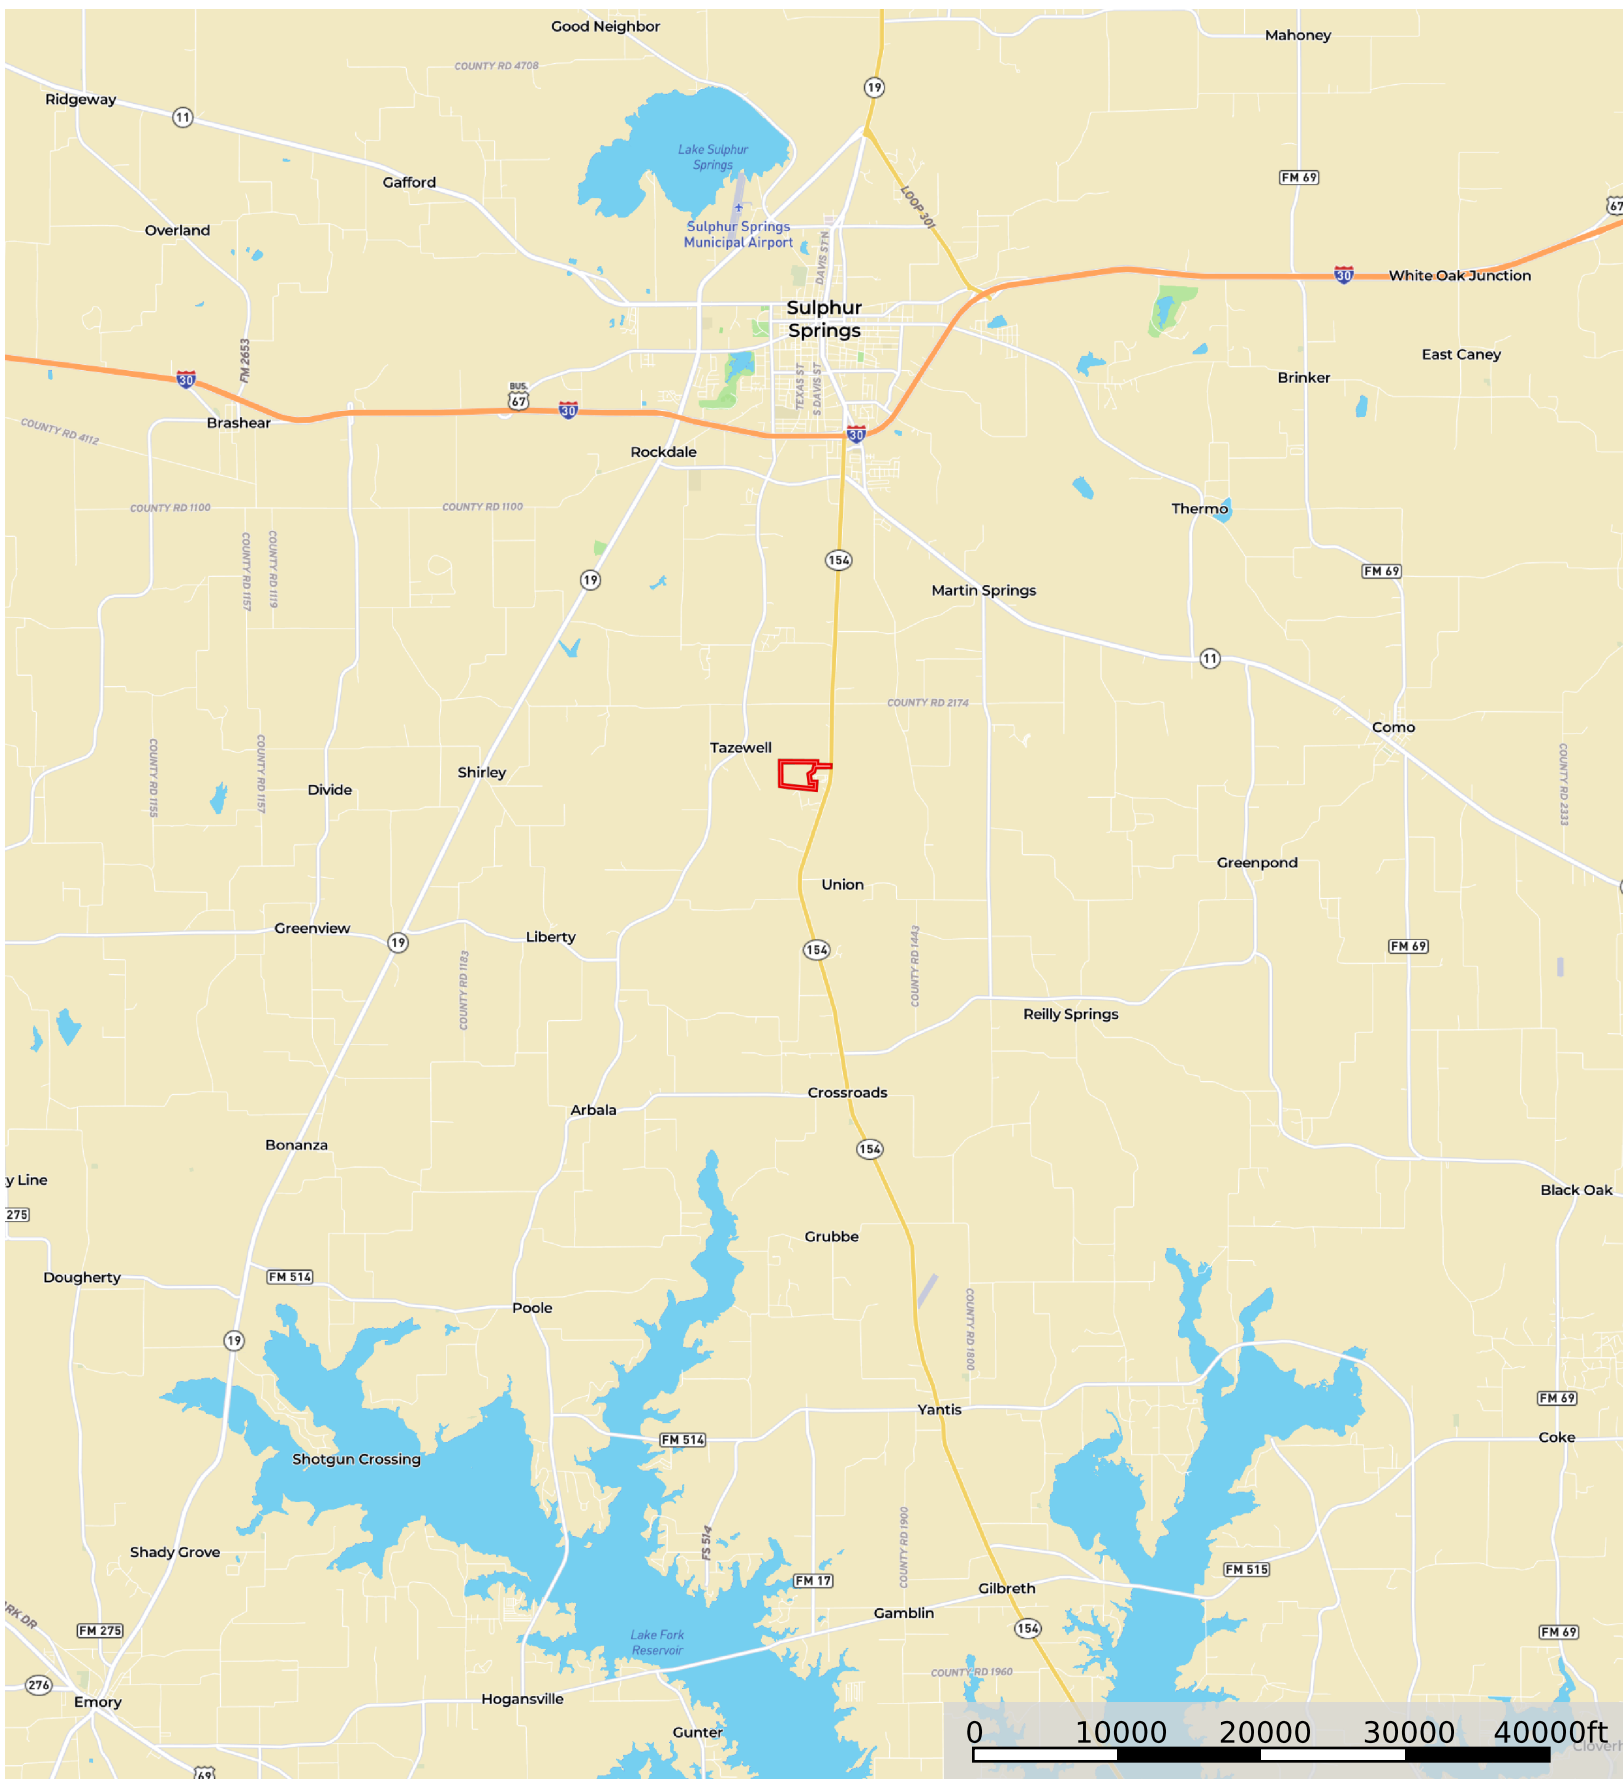 Good Neighbor
Mahoney
COUNTY RD 4708
19
Ridgeway
11
Lake Sulphur
Springs
FM 69
Gafford
LOOP 301
67
Overland
Sulphur Springs
Municipal Airport
DAVIS ST N
30
White Oak Junction
Sulphur
Springs
FM 2653
East Caney
30
Brinker
BUS.
67
30
TEXAS ST
S DAVIS ST
Brashear
COUNTY RD 4112
30
Rockdale
COUNTY RD 1100
COUNTY RD 1100
Thermo
COUNTY RD 1157
COUNTY RD 1119
154
FM 69
19
Martin Springs
11
COUNTY RD 2174
Como
Tazewell
COUNTY RD 1155
COUNTY RD 1157
Shirley
COUNTY RD 2333
Divide
Greenpond
Union
Greenview
19
Liberty
154
FM 69
COUNTY RD 1183
COUNTY RD 1443
Reilly Springs
Crossroads
Arbala
Bonanza
154
y Line
Black Oak
275
Grubbe
Dougherty
FM 514
Poole
COUNTY RD 1800
19
FM 69
Yantis
FM 514
Coke
Shotgun Crossing
FS 514
COUNTY RD 1900
Shady Grove
FM 515
FM 17
Gilbreth
Gamblin
ARK DR
FM 275
154
FM 69
Lake Fork
Reservoir
COUNTY RD 1960
276
Emory
Hogansville
Gunter
0 10000 20000 30000 40000ft
69